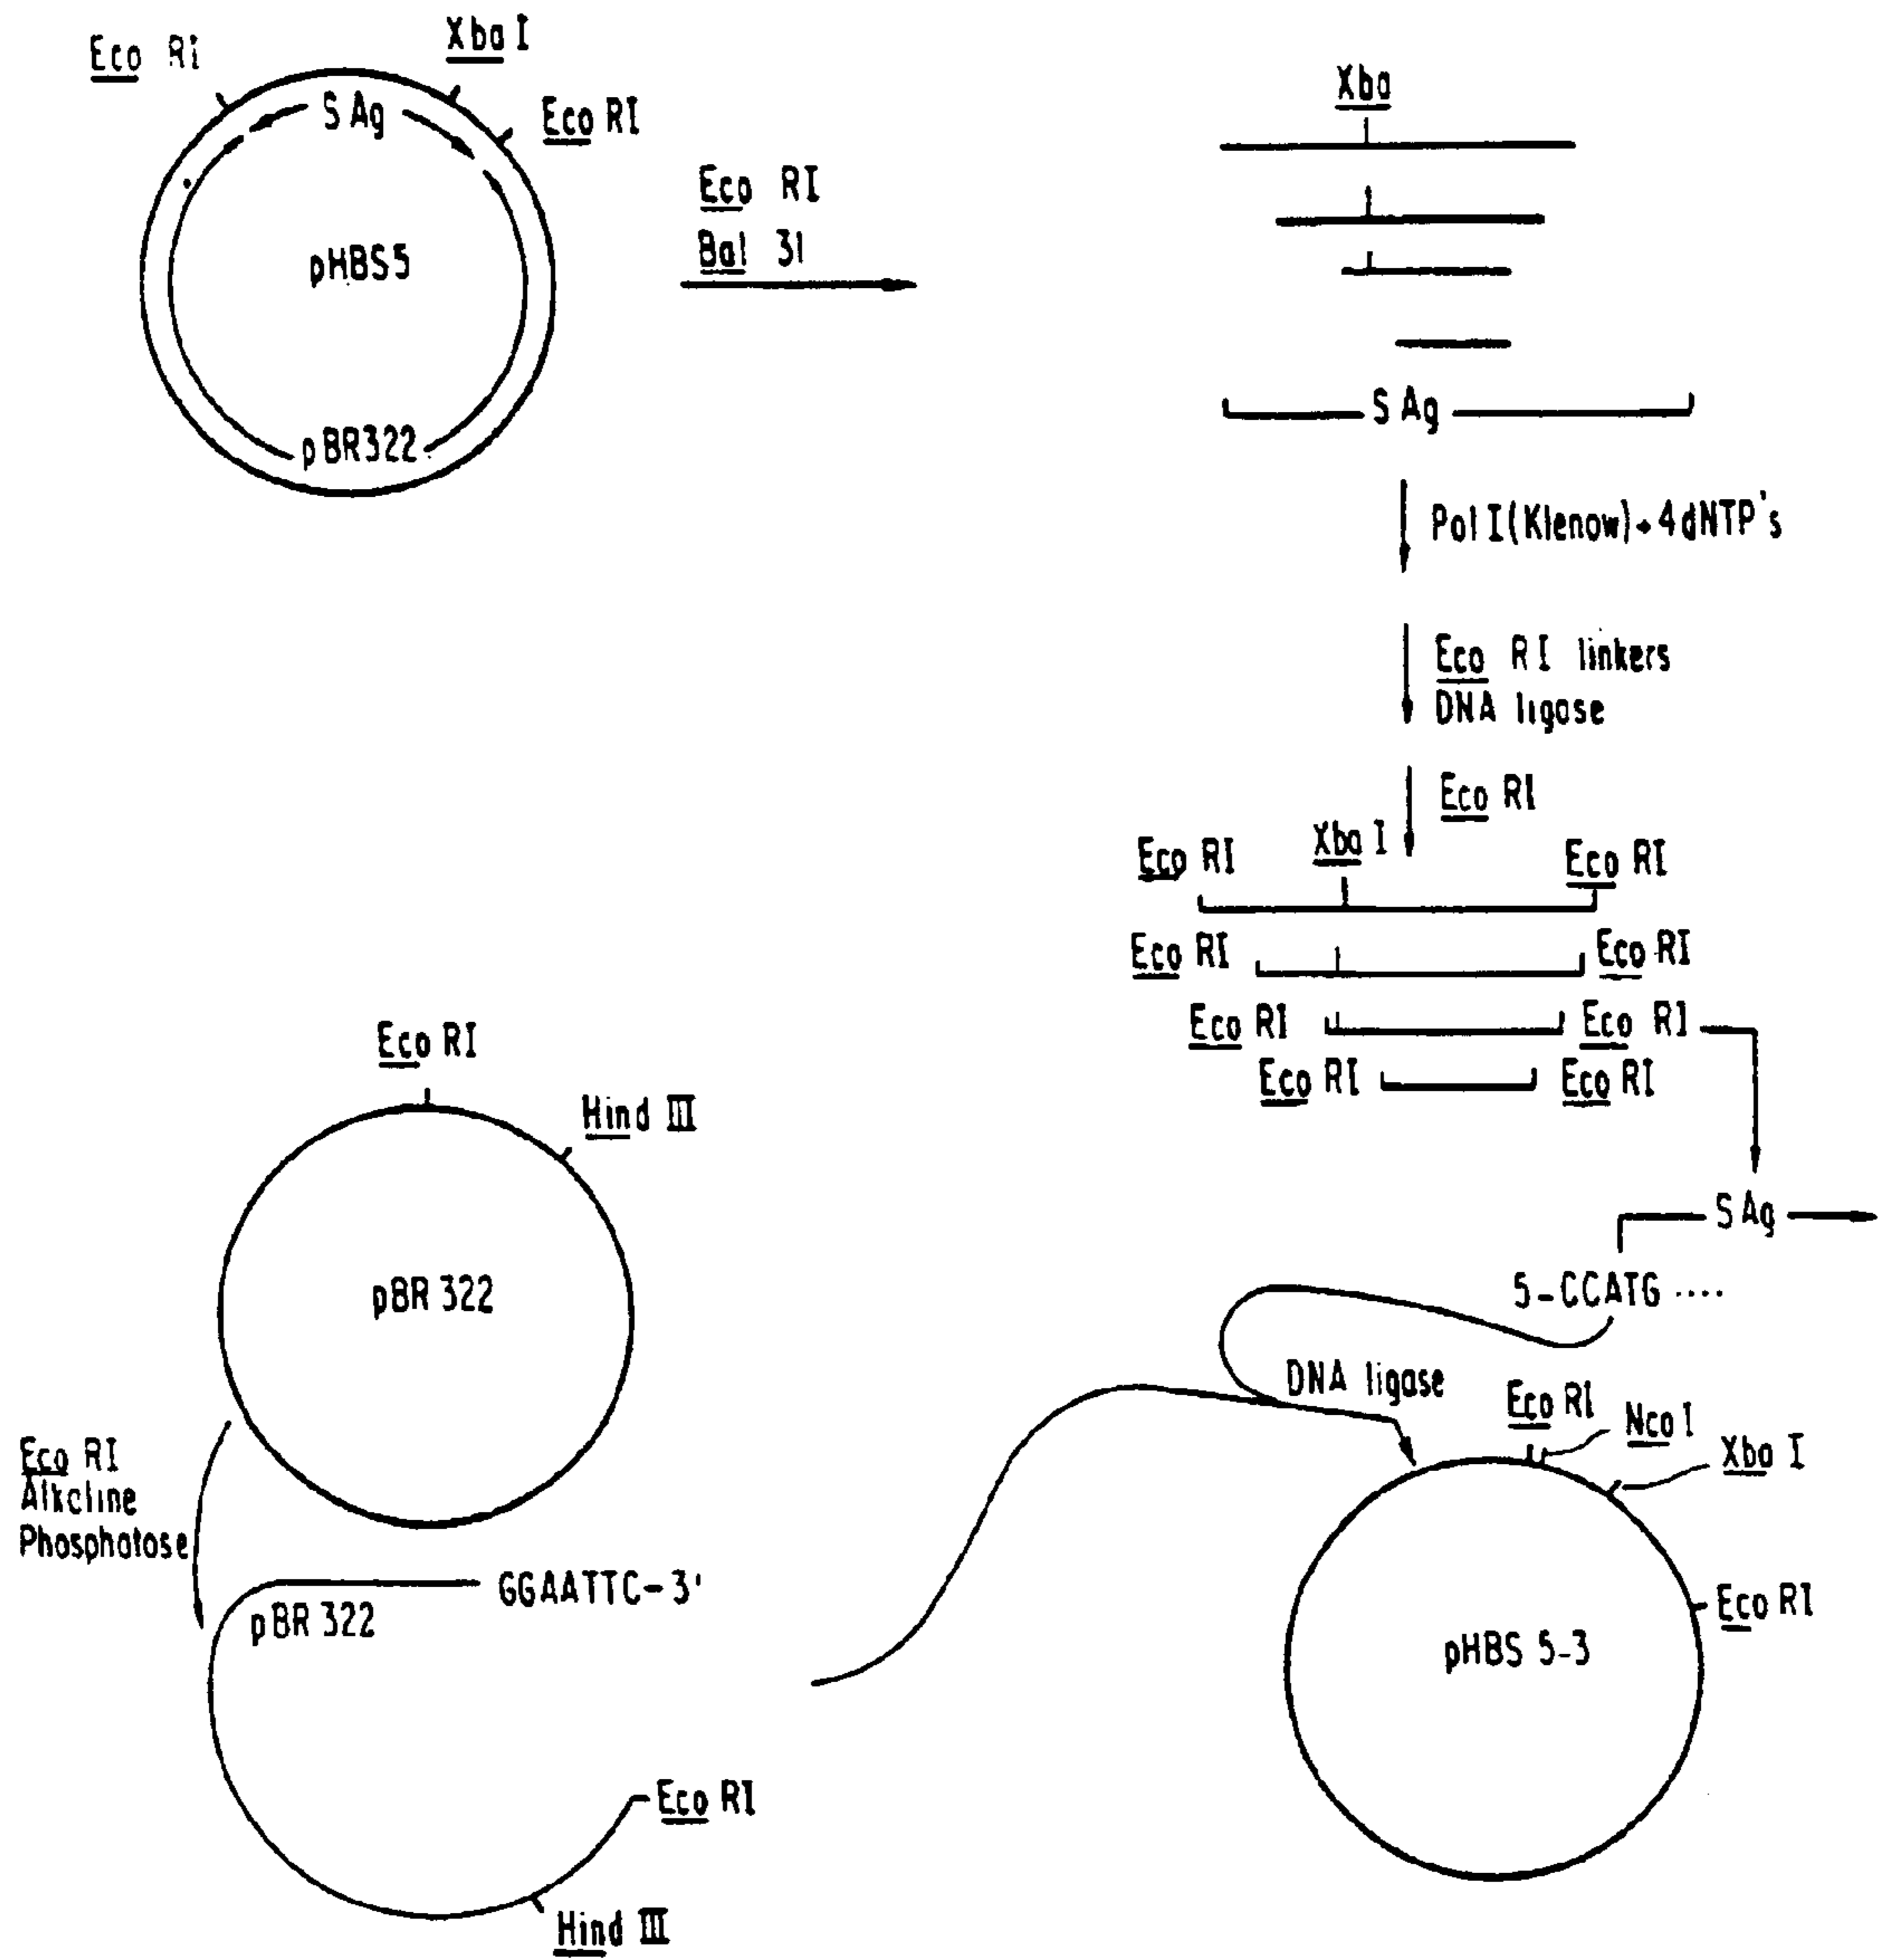 Eco Ri
Xba I
S Ag
Eco RI
pHBS5
pBR322
Eco RI
Bal 31
Xba
S Ag
Pol I(Klenow)+4dNTP's
Eco RI linkers
DNA ligase
Eco RI
Eco RI
Xba I
Eco RI
Eco RI
Eco RI
Eco RI
Eco RI
Eco RI
Eco RI
S Ag
5-CCATG ....
DNA ligase
Eco RI
Nco I
Xba I
Eco RI
pHBS 5-3
Eco RI
Hind III
pBR 322
Eco RI
Alkaline
Phosphatase
GGAATTC-3'
pBR 322
Eco RI
Hind III